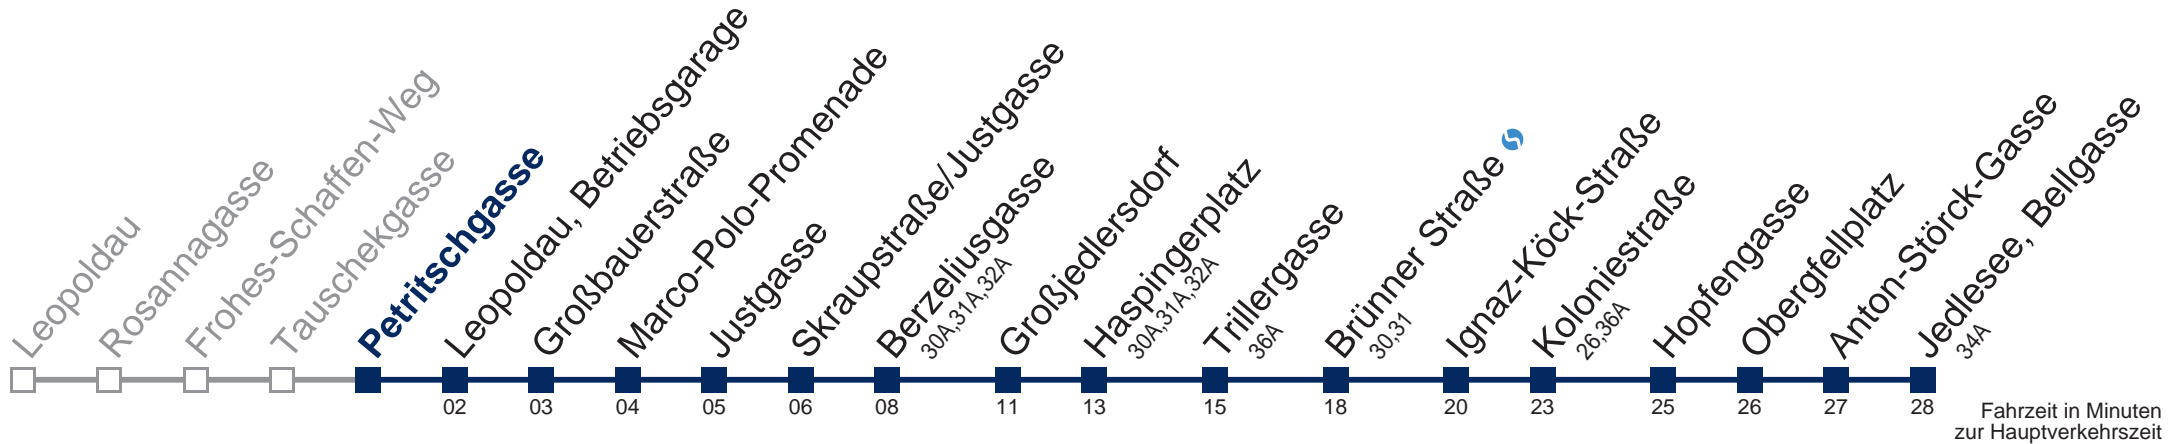 Leopoldau
Rosannagasse
Frohes-Schaffen-Weg
Tauschekgasse
Petritschgasse
Leopoldau, Betriebsgarage
02
Großbauerstraße
03
Marco-Polo-Promenade
04
Justgasse
05
Skraupstraße/Justgasse
06
Berzeliusgasse
30A,31A,32A
08
Großjedlersdorf
11
Haspingerplatz
30A,31A,32A
13
Trillergasse
36A
15
Brünner Straße
30,31
18
Ignaz-Köck-Straße
20
Koloniestraße
26,36A
23
Hopfengasse
25
Obergfellplatz
26
Anton-Störck-Gasse
27
Jedlesee, Bellgasse
34A
28
Fahrzeit in Minuten
zur Hauptverkehrszeit